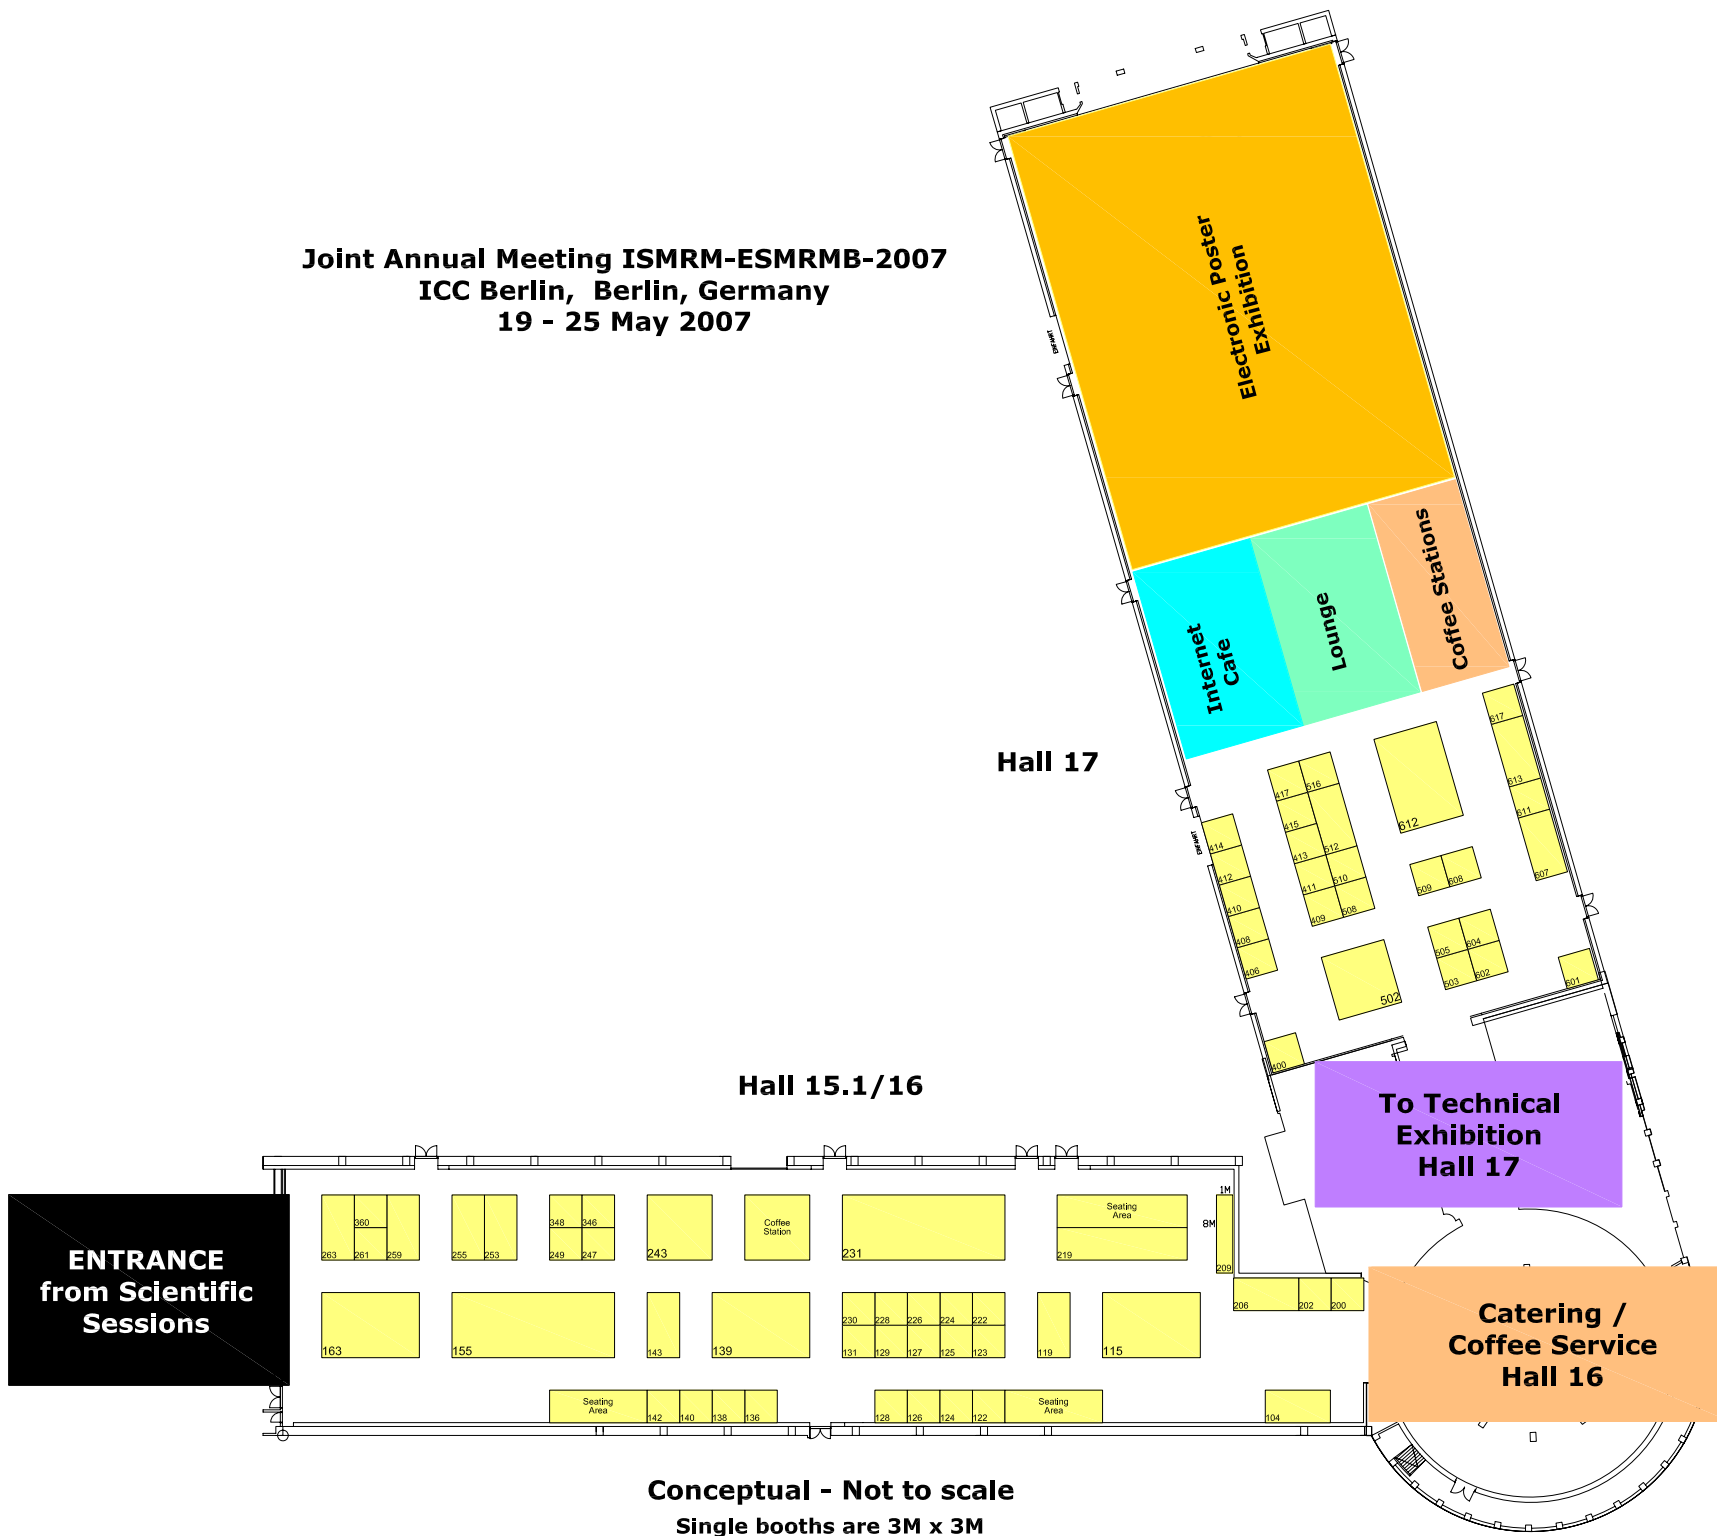 Joint Annual Meeting ISMRM-ESMRMB-2007
ICC Berlin, Berlin, Germany
19 - 25 May 2007
Electronic Poster
Exhibition
EINFAHRT
Internet
Cafe
Lounge
Coffee Stations
Hall 17
617
613
611
607
612
417
516
415
413
512
411
510
409
508
414
412
410
408
406
EINFAHRT
509
608
505
604
503
602
601
502
400
To Technical
Exhibition
Hall 17
Hall 15.1/16
ENTRANCE
from Scientific
Sessions
360
263
261
259
255
253
348
346
249
247
243
Coffee
Station
231
Seating
Area
219
1M
8M
209
206
202
200
163
155
143
139
230
228
226
224
222
131
129
127
125
123
119
115
Seating
Area
142
140
138
136
128
126
124
122
Seating
Area
104
Catering /
Coffee Service
Hall 16
Conceptual - Not to scale
Single booths are 3M x 3M